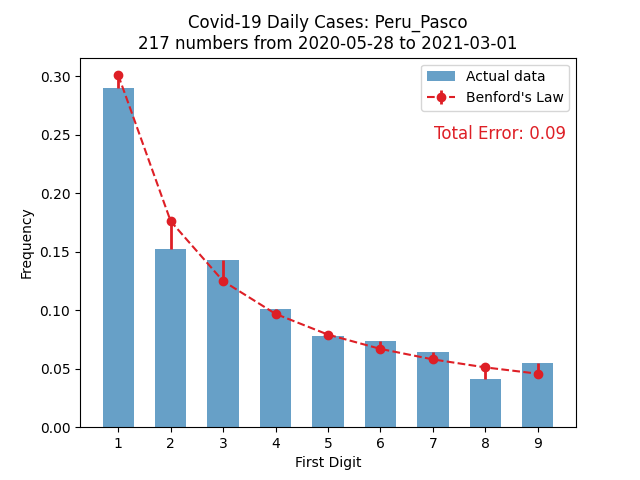 Covid-19 Daily Cases: Peru_Pasco
217 numbers from 2020-05-28 to 2021-03-01
Actual data
Benford's Law
Total Error: 0.09
Frequency
0.30
0.25
0.20
0.15
0.10
0.05
0.00
1 2 3 4 5 6 7 8 9
First Digit